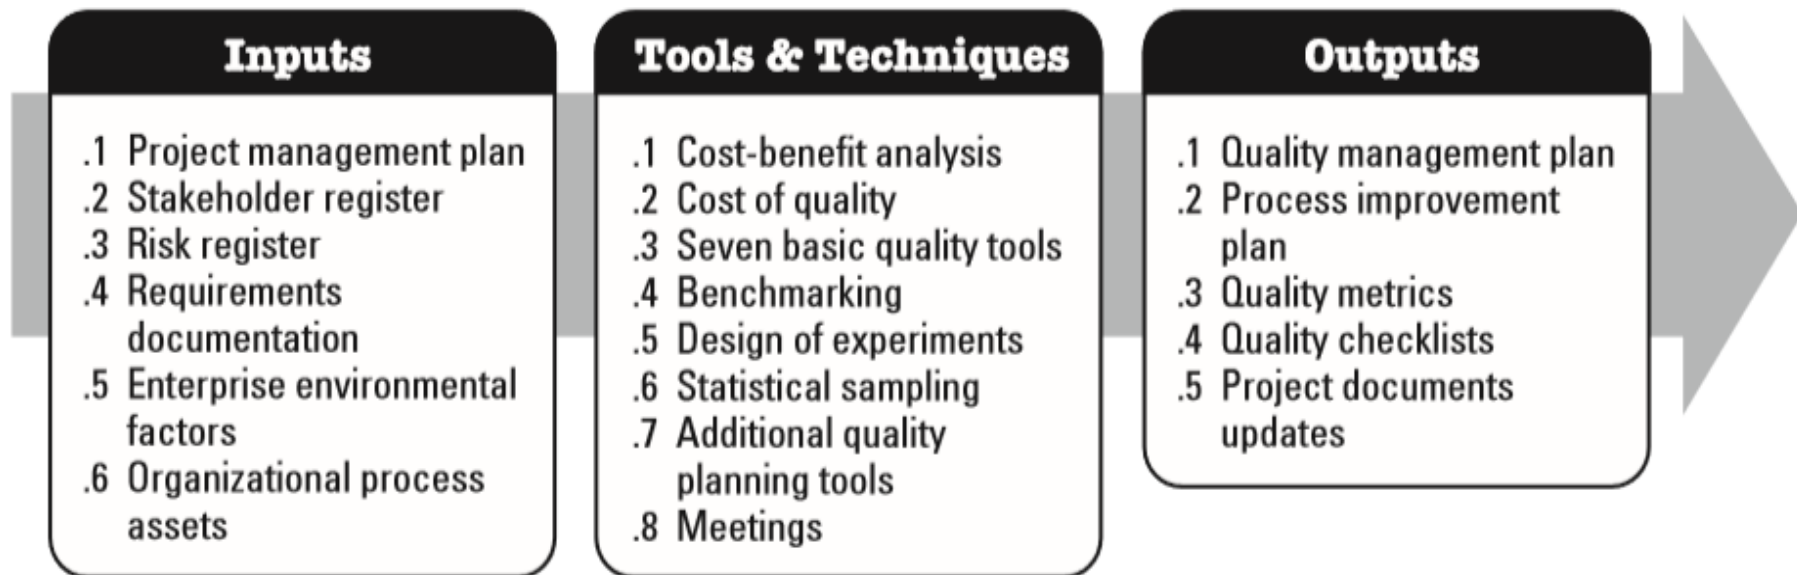 Inputs
.1 Project management plan
.2 Stakeholder register
.3 Risk register
.4 Requirements
documentation
.5 Enterprise environmental
factors
.6 Organizational process
assets
Tools & Techniques
.1 Cost-benefit analysis
.2 Cost of quality
.3 Seven basic quality tools
.4 Benchmarking
.5 Design of experiments
.6 Statistical sampling
.7 Additional quality
planning tools
.8 Meetings
Outputs
.1 Quality management plan
.2 Process improvement
plan
.3 Quality metrics
.4 Quality checklists
.5 Project documents
updates